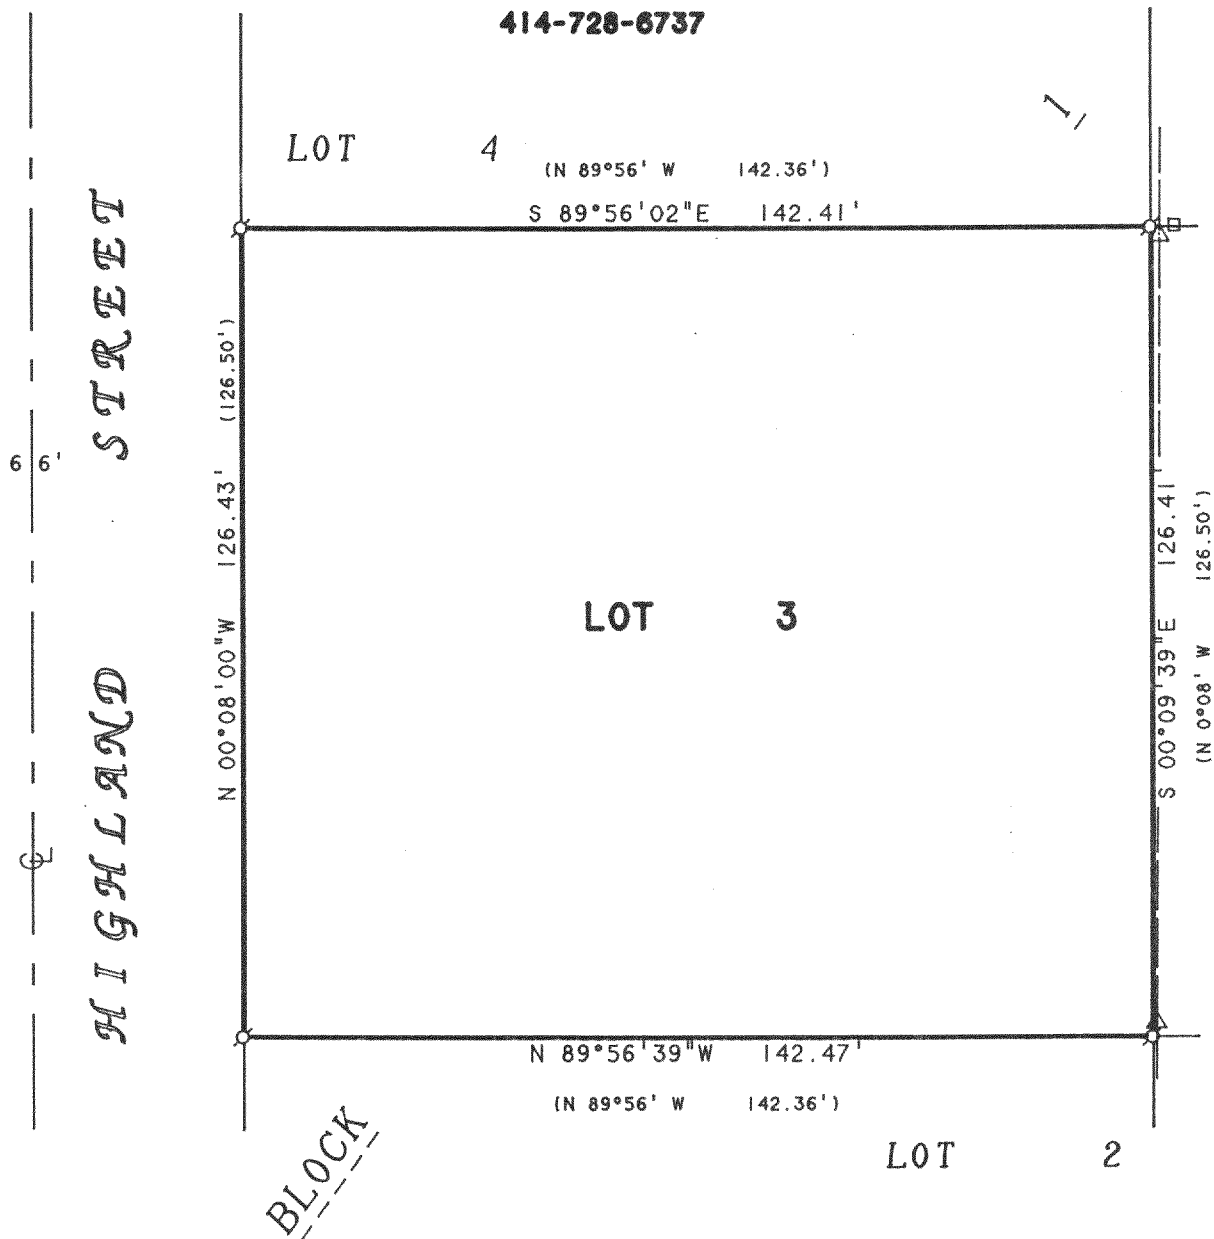 414-728-6737
1
LOT 4
(N 89°56' W 142.36')
S 89°56'02"E 142.41'
HIGHLAND STREET
66'
N 00°08'00"W 126.43' (126.50')
LOT 3
S 00°09'39"E 126.41'
(N 0°08' W 126.50')
N 89°56'39"W 142.47'
(N 89°56' W 142.36')
LOT 2
BLOCK